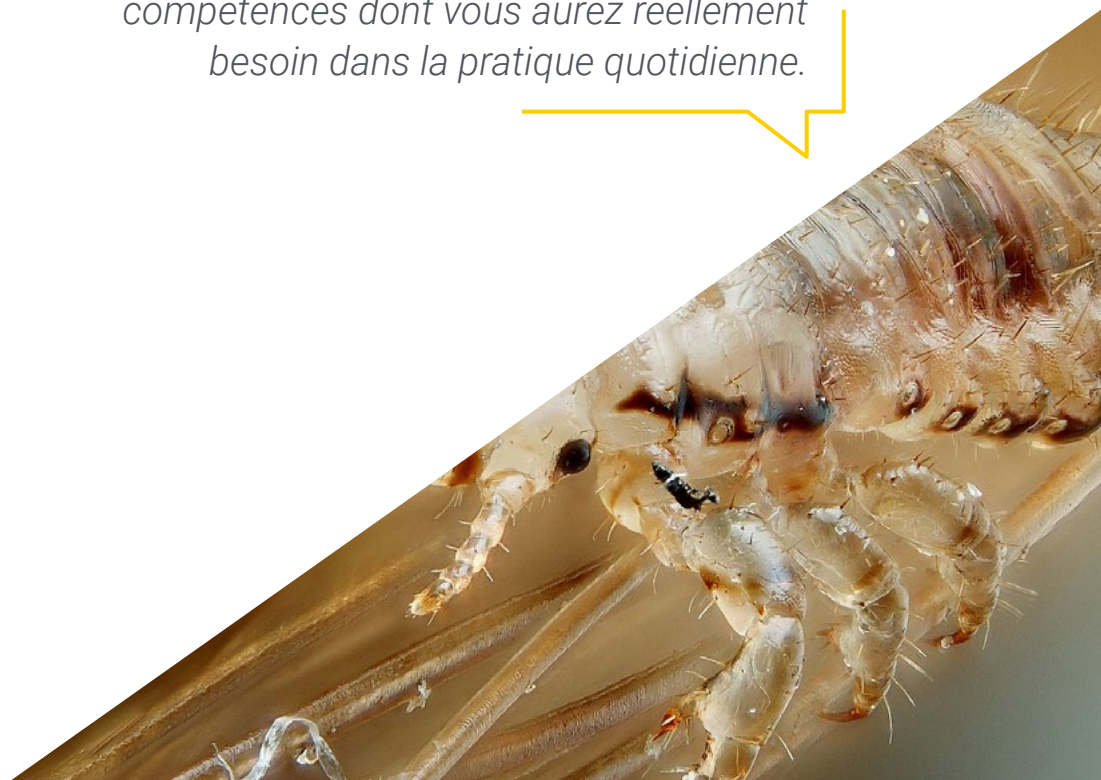 compétences dont vous aurez réellement
besoin dans la pratique quotidienne.